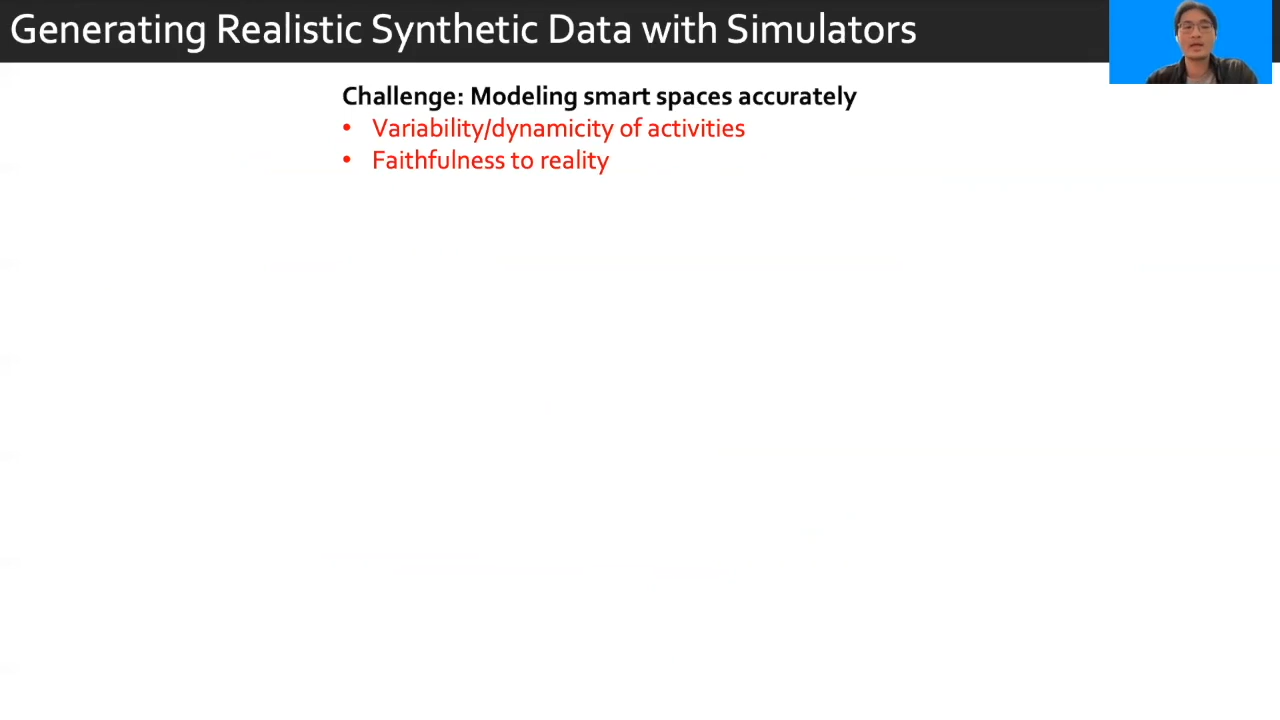 Generating Realistic Synthetic Data with Simulators
Challenge: Modeling smart spaces accurately
• Variability/dynamicity of activities
• Faithfulness to reality